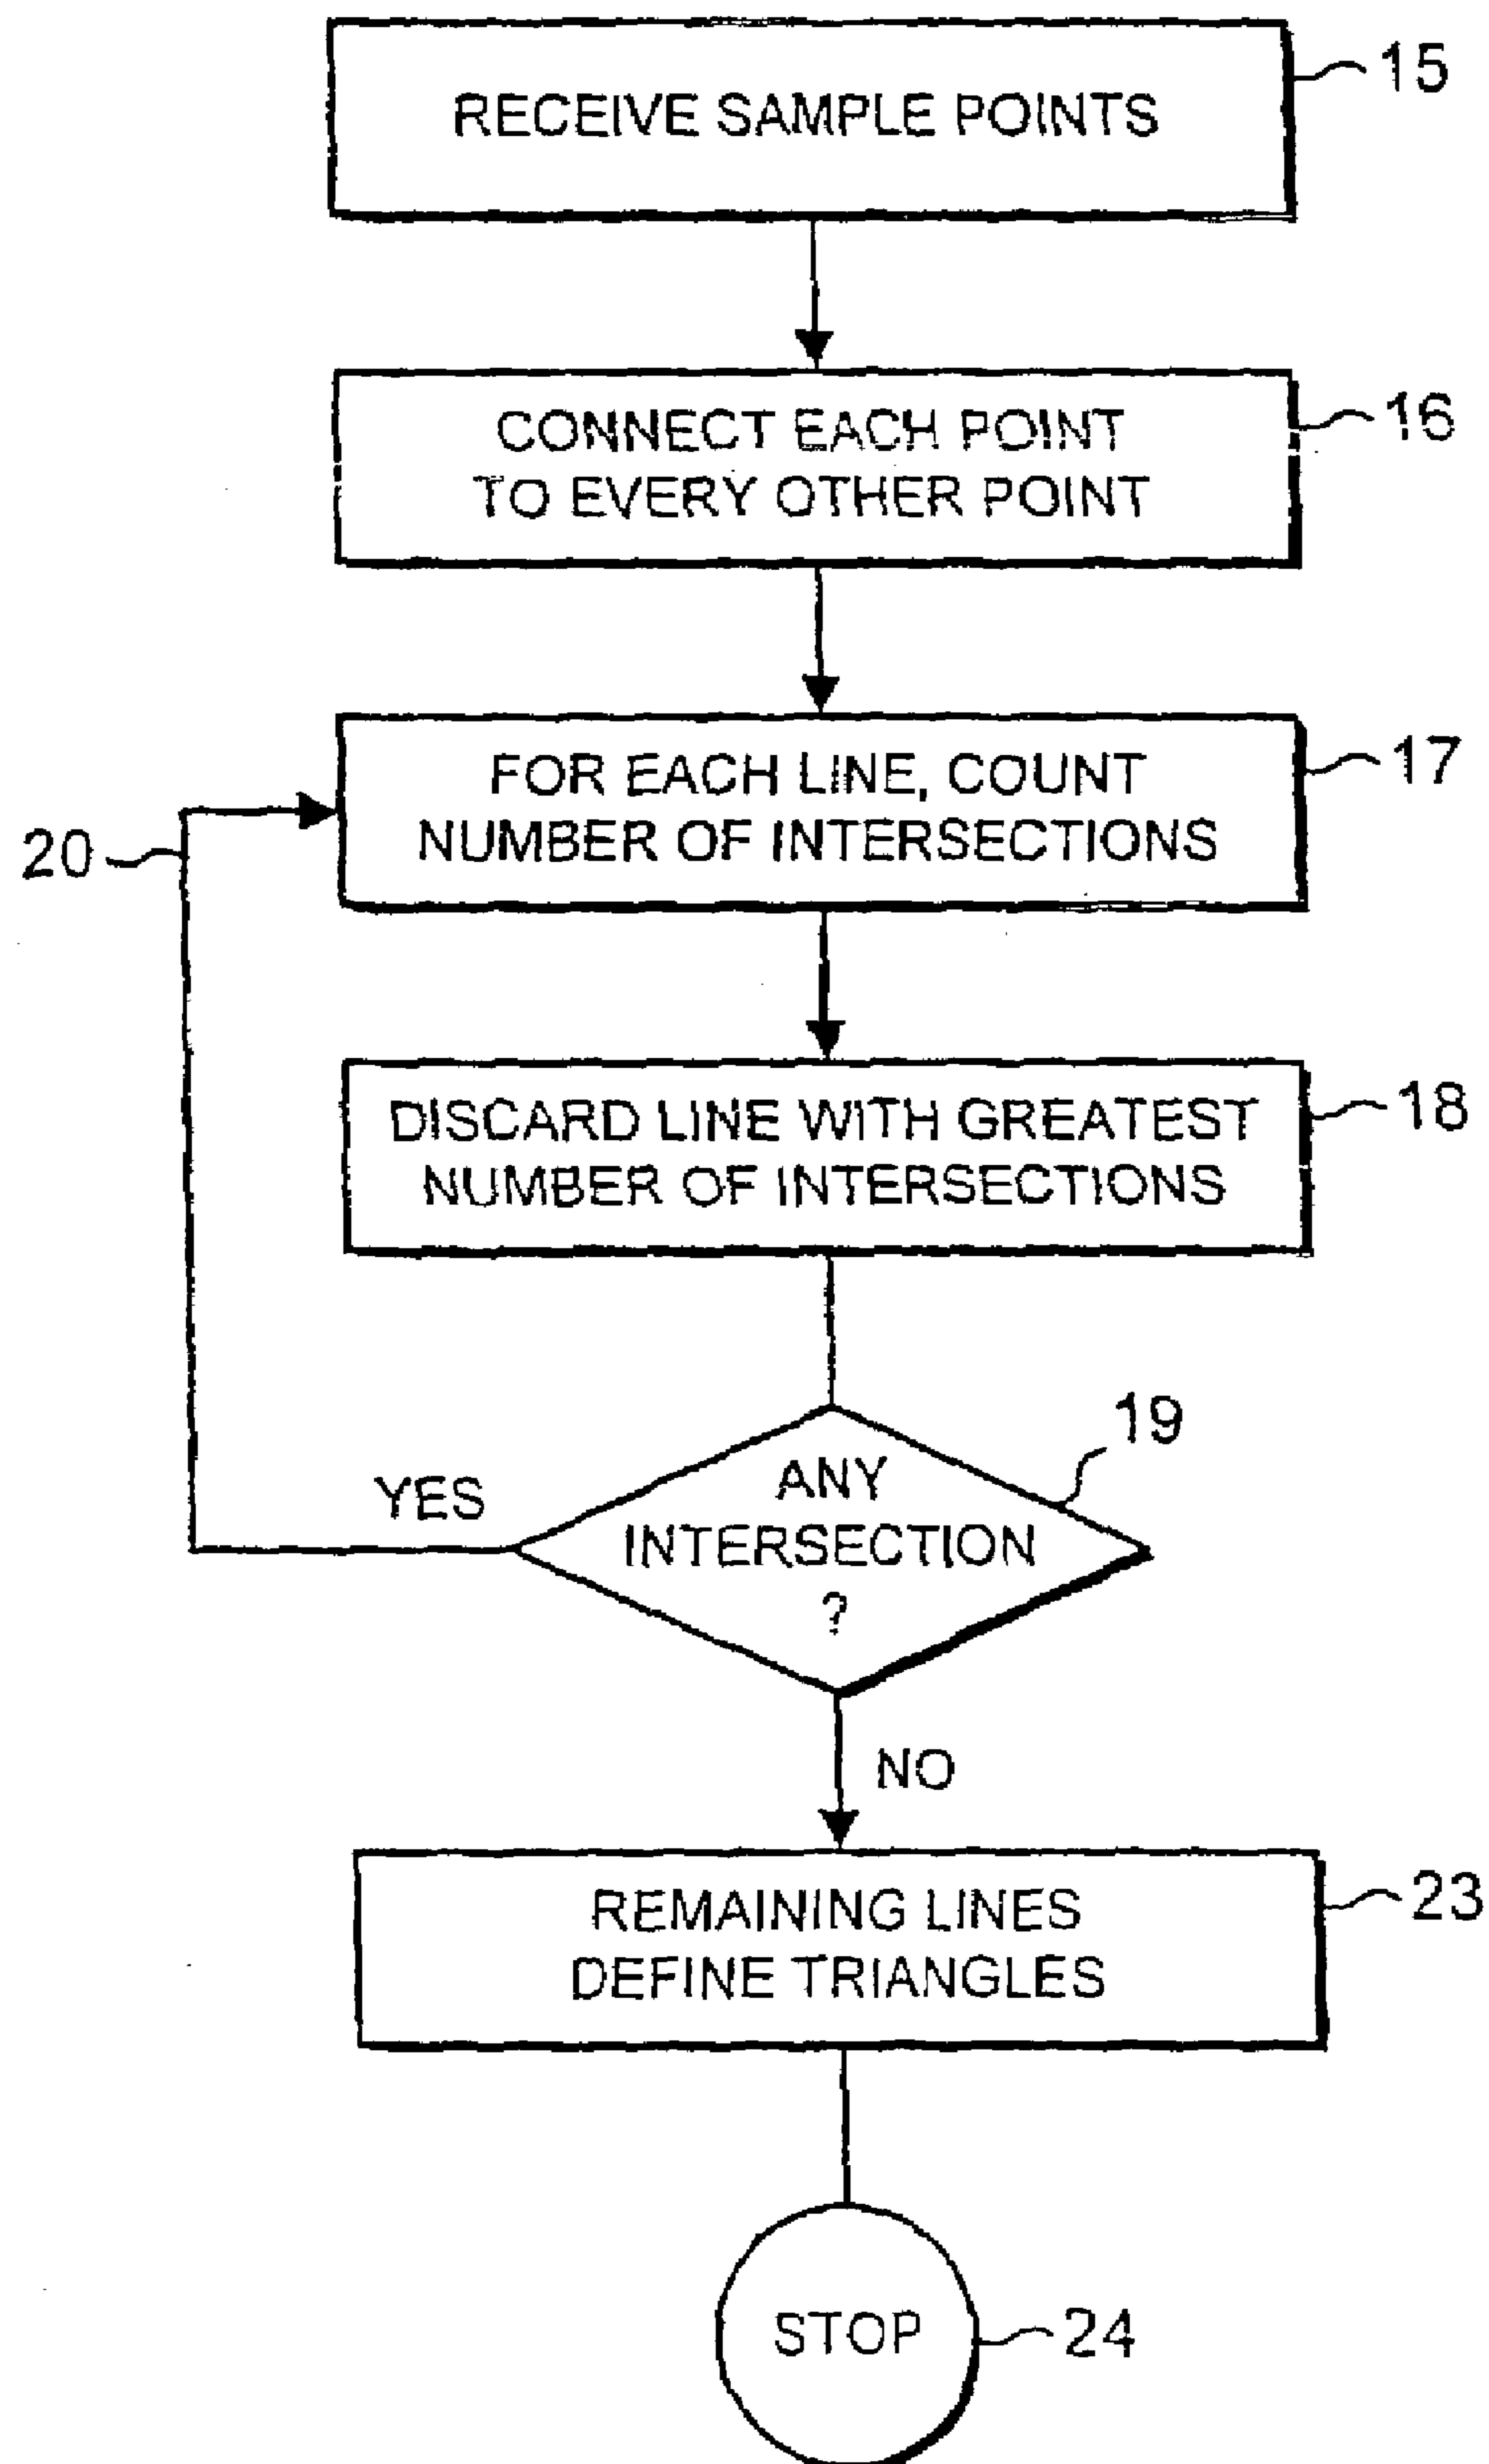 RECEIVE SAMPLE POINTS
15
CONNECT EACH POINT
TO EVERY OTHER POINT
16
FOR EACH LINE, COUNT
NUMBER OF INTERSECTIONS
17
20
DISCARD LINE WITH GREATEST
NUMBER OF INTERSECTIONS
18
19
ANY
INTERSECTION
?
YES
NO
REMAINING LINES
DEFINE TRIANGLES
23
STOP
24